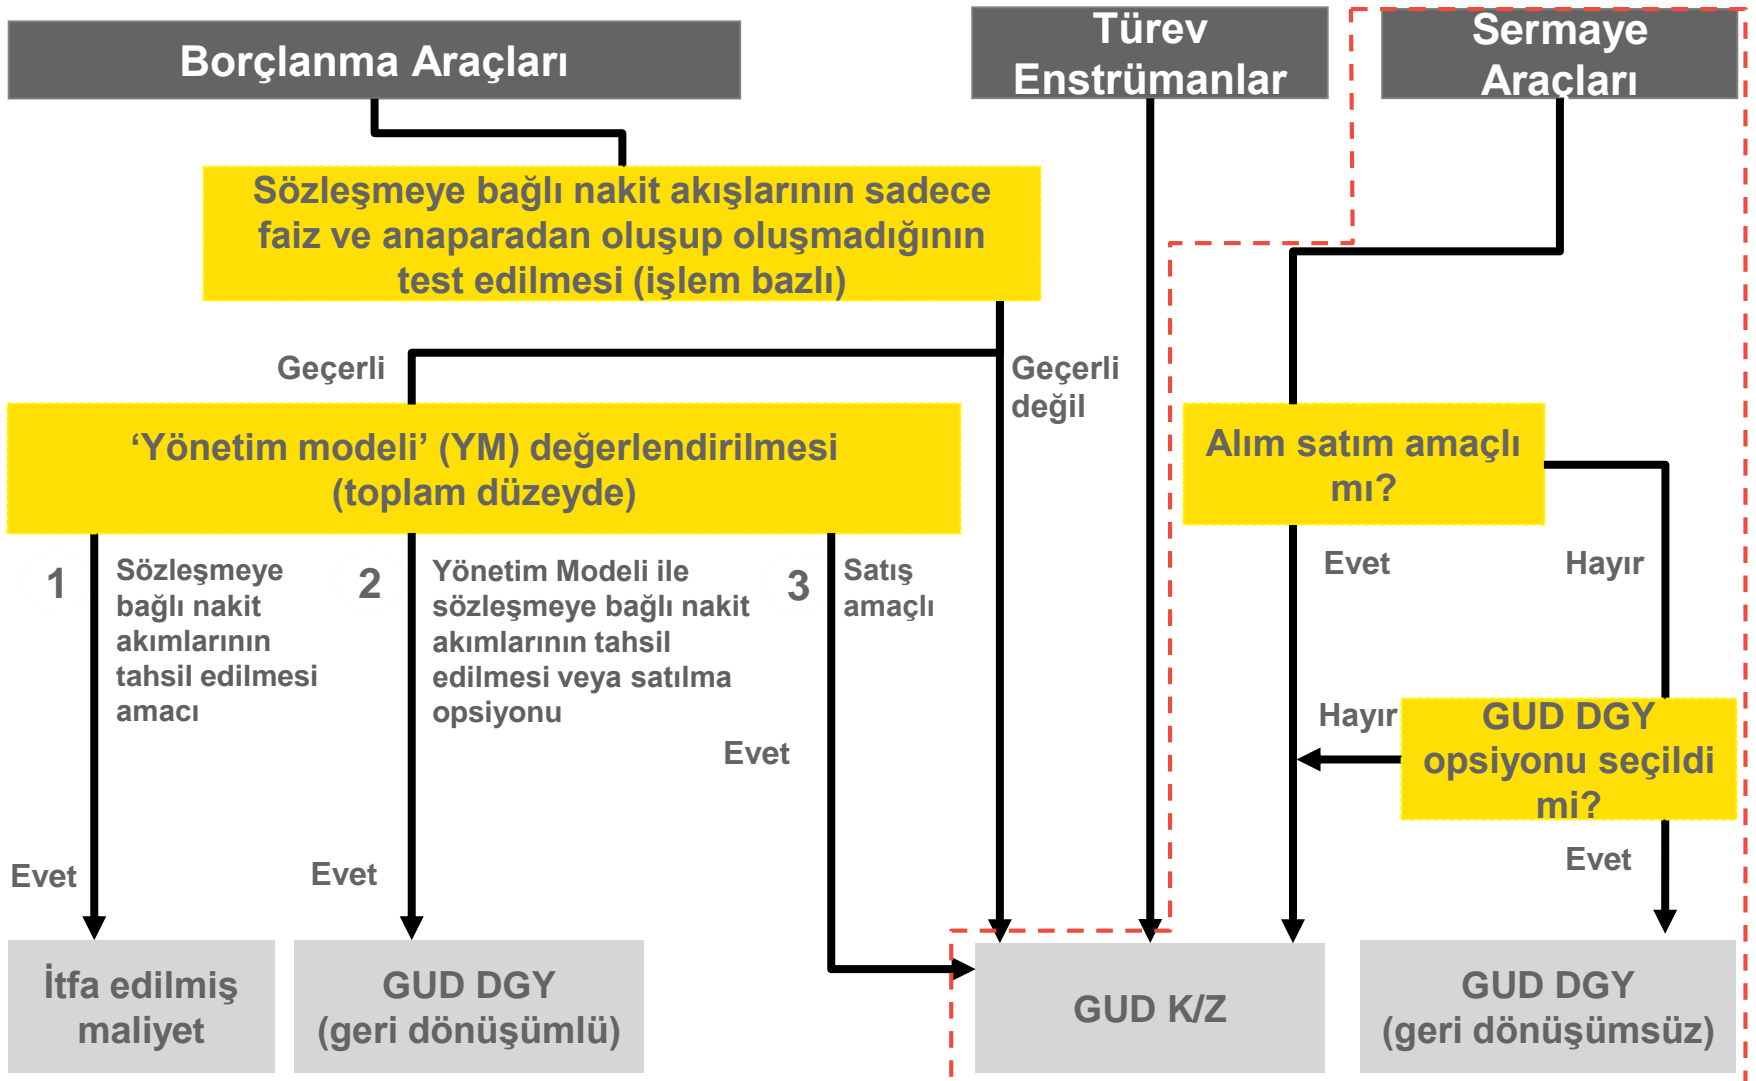 Borçlanma Araçları
Türev
Enstrümanlar
Sermaye
Araçları
Sözleşmeye bağlı nakit akışlarının sadece
faiz ve anaparadan oluşup oluşmadığının
test edilmesi (işlem bazlı)
Geçerli
Geçerli
değil
‘Yönetim modeli’ (YM) değerlendirilmesi
(toplam düzeyde)
Alım satım amaçlı
mı?
1
Sözleşmeye
bağlı nakit
akımlarının
tahsil edilmesi
amacı
2
Yönetim Modeli ile
sözleşmeye bağlı nakit
akımlarının tahsil
edilmesi veya satılma
opsiyonu
3
Satış
amaçlı
Evet
Hayır
Hayır
GUD DGY
opsiyonu seçildi
mi?
Evet
Evet
Evet
Evet
İtfa edilmiş
maliyet
GUD DGY
(geri dönüşümlü)
GUD K/Z
GUD DGY
(geri dönüşümsüz)